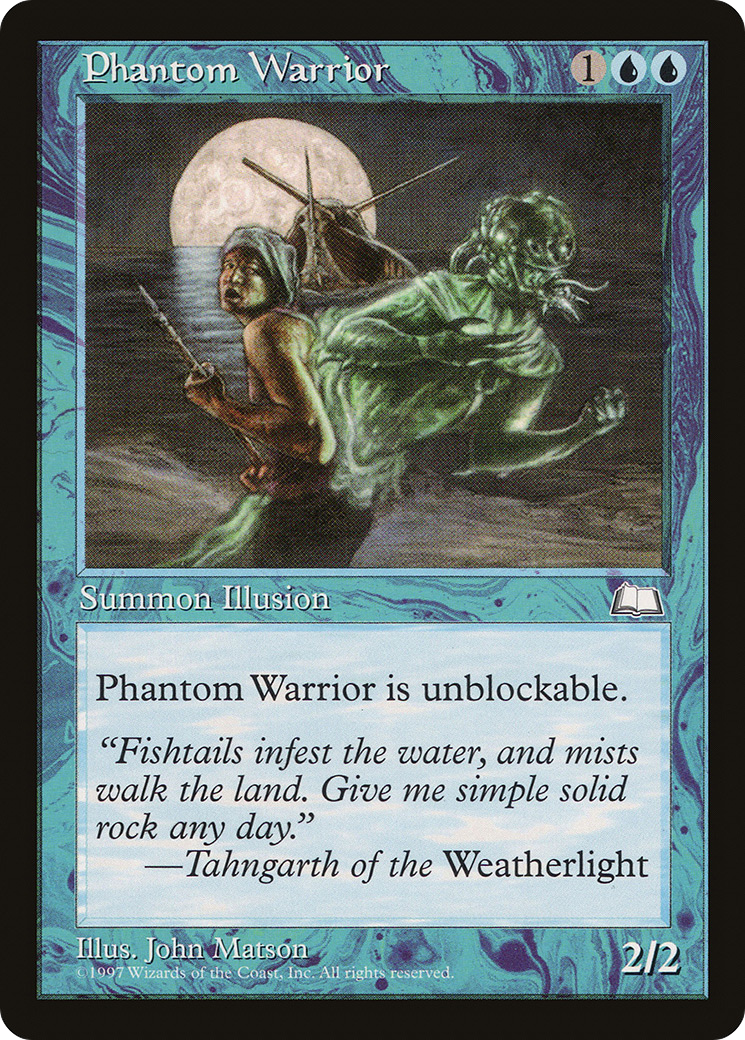 Phantom Warrior 1
Summon Illusion
Phantom Warrior is unblockable.
“Fishtails infest the water, and mists
walk the land. Give me simple solid
rock any day.”
—Tahngarth of the Weatherlight
Illus. John Matson
©1997 Wizards of the Coast, Inc. All rights reserved.
2/2